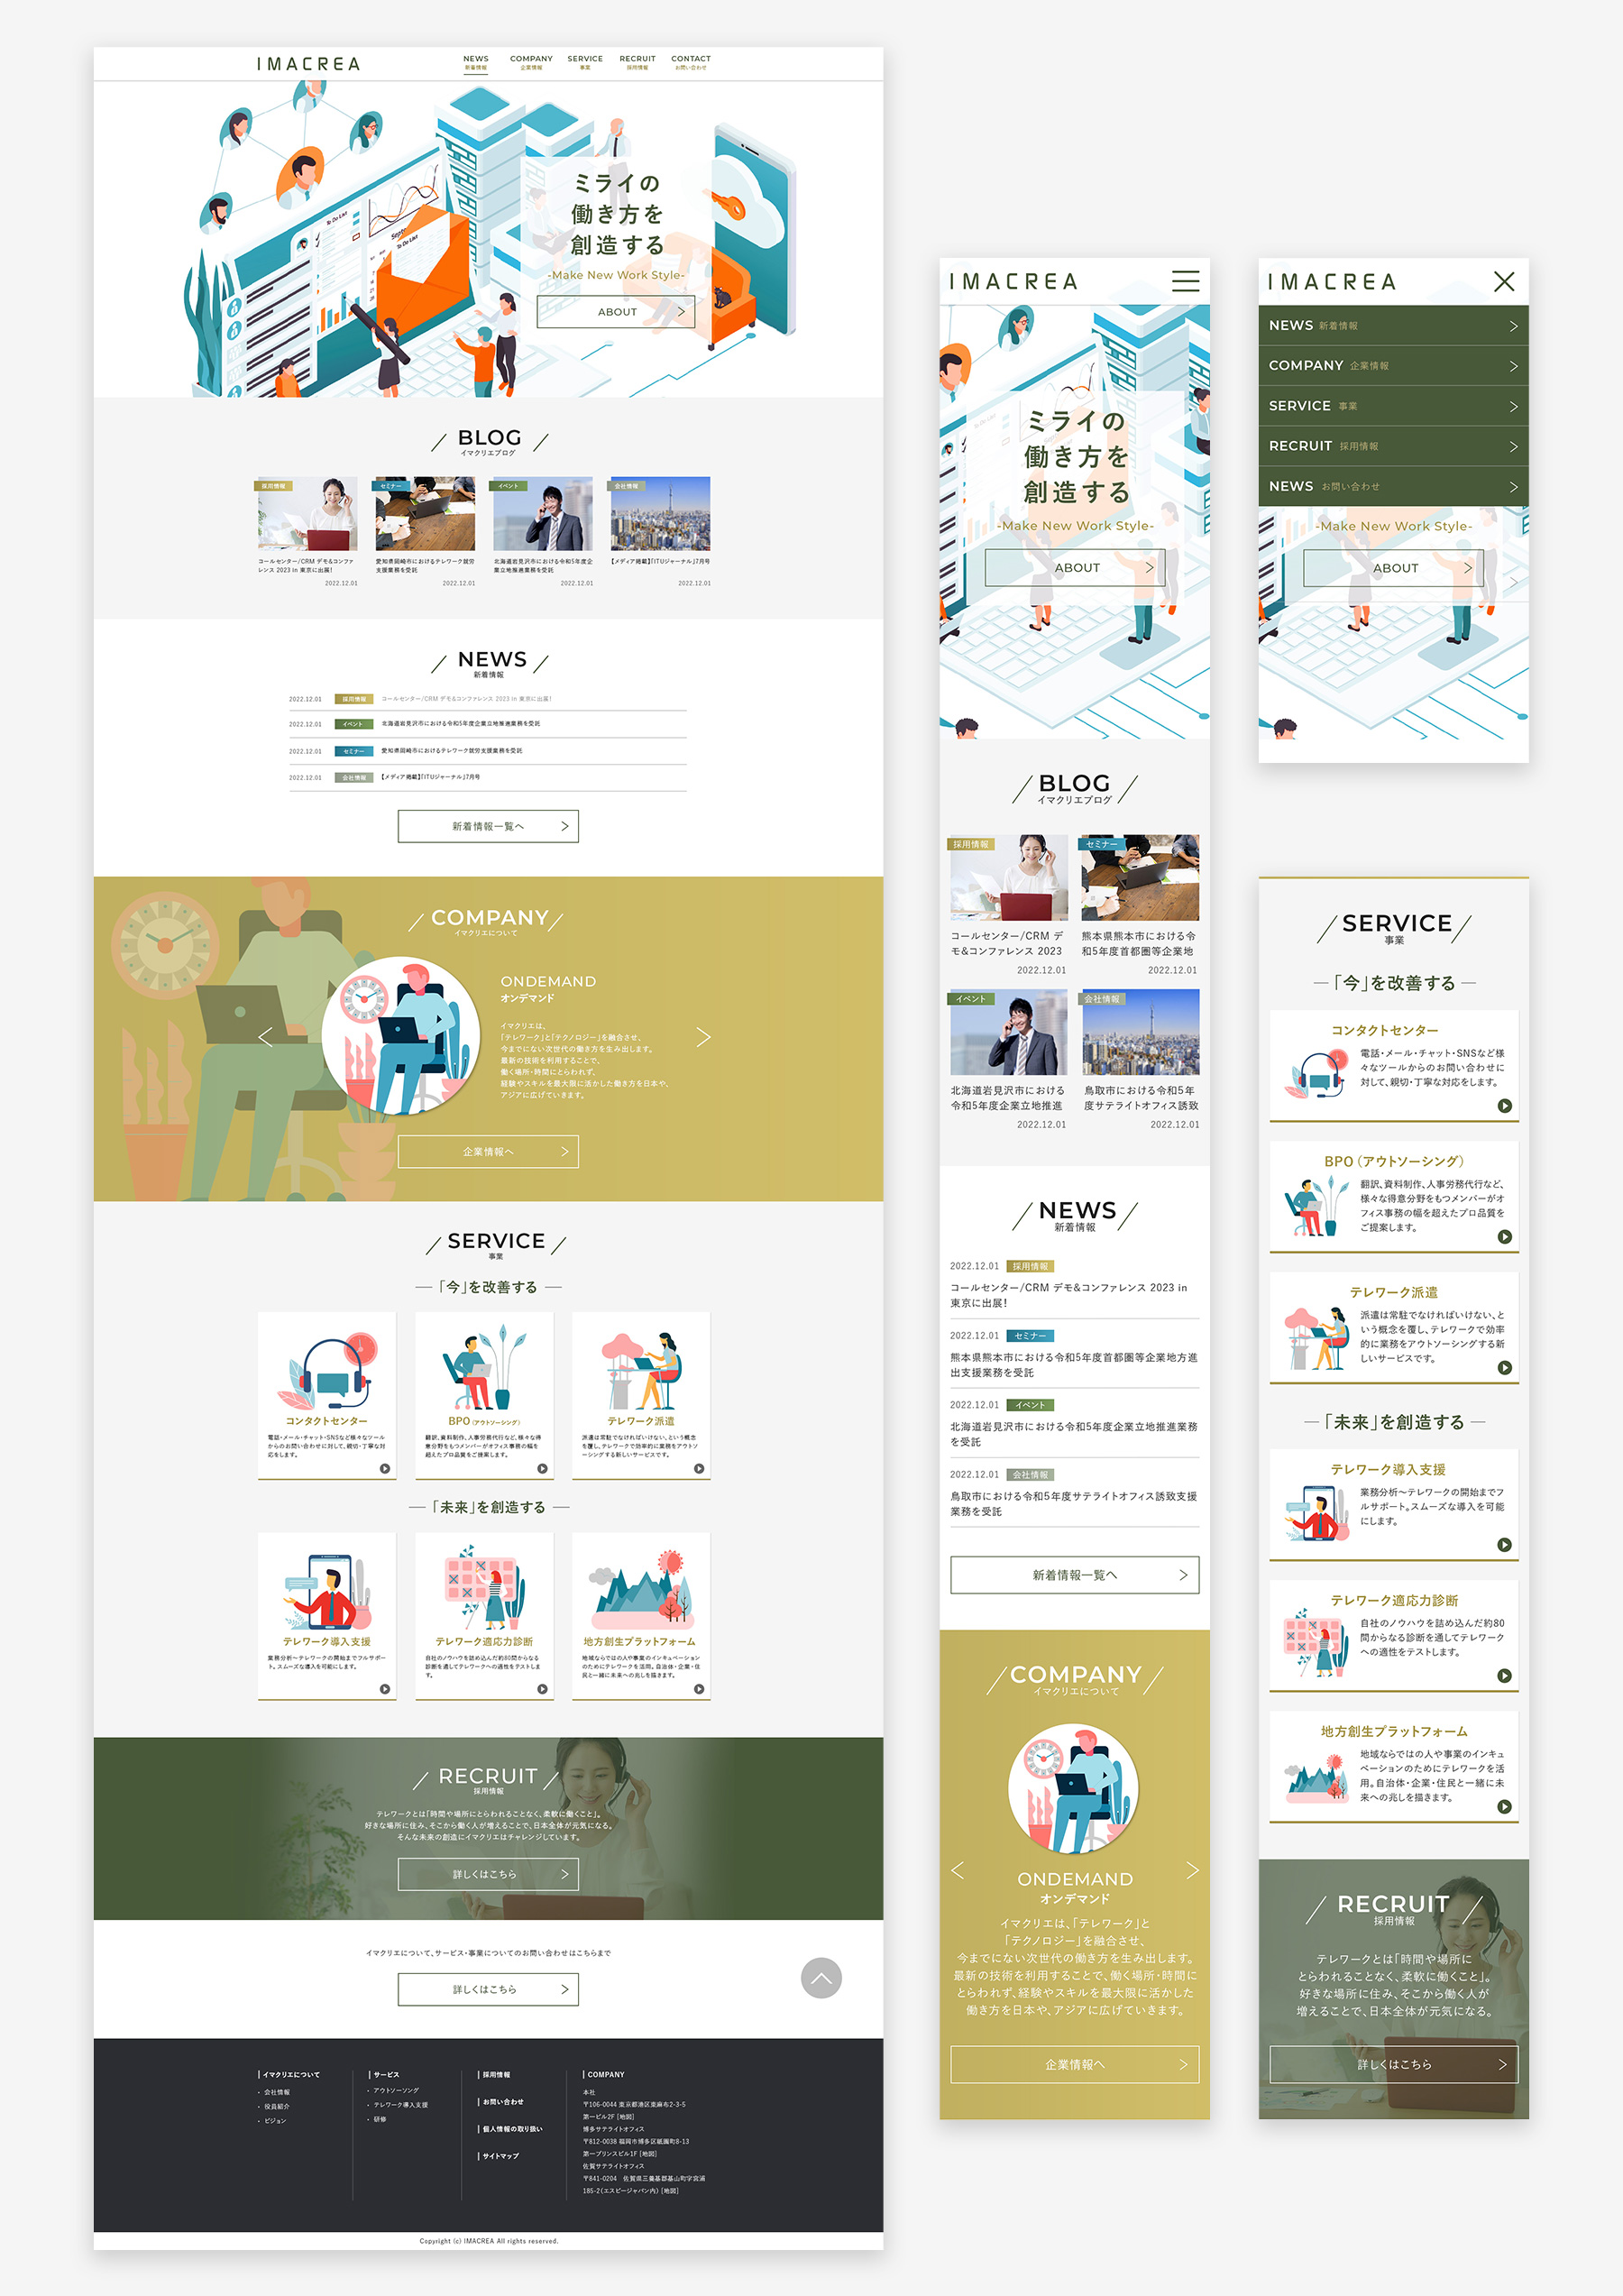 IMACREA
NEWS
新着情報
COMPANY
企業情報
SERVICE
事業
RECRUIT
採用情報
CONTACT
お問い合わせ
To Do List
To Do List
ミライの
働き方を
創造する
-Make New Work Style-
ABOUT
BLOG
イマクリエブログ
採用情報
コールセンター/CRM デモ&コンファ
レンス 2023 in 東京に出展!
2022.12.01
セミナー
愛知県岡崎市におけるテレワーク就労
支援業務を受託
2022.12.01
イベント
北海道岩見沢市における令和5年度企
業立地推進業務を受託
2022.12.01
会社情報
【メディア掲載】「ITUジャーナル」7月号
2022.12.01
NEWS
新着情報
2022.12.01 採用情報 コールセンター/CRM デモ&コンファレンス 2023 in 東京に出展!
2022.12.01 イベント 北海道岩見沢市における令和5年度企業立地推進業務を受託
2022.12.01 セミナー 愛知県岡崎市におけるテレワーク就労支援業務を受託
2022.12.01 会社情報 【メディア掲載】「ITUジャーナル」7月号
新着情報一覧へ
COMPANY
イマクリエについて
ONDEMAND
オンデマンド
イマクリエは、
「テレワーク」と「テクノロジー」を融合させ、
今までにない次世代の働き方を生み出します。
最新の技術を利用することで、
働く場所・時間にとらわれず、
経験やスキルを最大限に活かした働き方を日本や、
アジアに広げていきます。
企業情報へ
SERVICE
事業
「今」を改善する
コンタクトセンター
電話・メール・チャット・SNSなど様々なツール
からのお問い合わせに対して、親切・丁寧な対
応をします。
BPO（アウトソーシング）
翻訳、資料制作、人事労務代行など、様々な得
意分野をもつメンバーがオフィス事務の幅を
超えたプロ品質をご提案します。
テレワーク派遣
派遣は常駐でなければいけない、という概念
を覆し、テレワークで効率的に業務をアウトソ
ーシングする新しいサービスです。
「未来」を創造する
テレワーク導入支援
業務分析〜テレワークの開始までフルサポー
ト。スムーズな導入を可能にします。
テレワーク適応力診断
自社のノウハウを詰め込んだ約80問からなる
診断を通してテレワークへの適性をテストしま
す。
地方創生プラットフォーム
地域ならではの人や事業のインキュベーション
のためにテレワークを活用。自治体・企業・住
民と一緒に未来への兆しを描きます。
RECRUIT
採用情報
テレワークとは「時間や場所にとらわれることなく、柔軟に働くこと」。
好きな場所に住み、そこから働く人が増えることで、日本全体が元気になる。
そんな未来の創造にイマクリエはチャレンジしています。
詳しくはこちら
イマクリエについて、サービス・事業についてのお問い合わせはこちらまで
詳しくはこちら
イマクリエについて
・ 会社情報
・ 役員紹介
・ ビジョン
サービス
・ アウトソーソング
・ テレワーク導入支援
・ 研修
採用情報
お問い合わせ
個人情報の取り扱い
サイトマップ
COMPANY
本社
〒106-0044 東京都港区東麻布2-3-5
第一ビル2F [地図]
博多サテライトオフィス
〒812-0038 福岡市博多区祇園町8-13
第一プリンスビル1F [地図]
佐賀サテライトオフィス
〒841-0204　佐賀県三養基郡基山町字宮浦
186-2（エスピージャパン内） [地図]
Copyright (c) IMACREA All rights reserved.
IMACREA
ミライの
働き方を
創造する
-Make New Work Style-
ABOUT
BLOG
イマクリエブログ
採用情報
コールセンター/CRM デ
モ&コンファレンス 2023
2022.12.01
セミナー
熊本県熊本市における令
和5年度首都圏等企業地
2022.12.01
イベント
北海道岩見沢市における
令和5年度企業立地推進
2022.12.01
会社情報
鳥取市における令和5年
度サテライトオフィス誘致
2022.12.01
NEWS
新着情報
2022.12.01 採用情報
コールセンター/CRM デモ&コンファレンス 2023 in
東京に出展!
2022.12.01 セミナー
熊本県熊本市における令和5年度首都圏等企業地方進
出支援業務を受託
2022.12.01 イベント
北海道岩見沢市における令和5年度企業立地推進業務
を受託
2022.12.01 会社情報
鳥取市における令和5年度サテライトオフィス誘致支援
業務を受託
新着情報一覧へ
COMPANY
イマクリエについて
ONDEMAND
オンデマンド
イマクリエは、「テレワーク」と
「テクノロジー」を融合させ、
今までにない次世代の働き方を生み出します。
最新の技術を利用することで、働く場所・時間に
とらわれず、経験やスキルを最大限に活かした
働き方を日本や、アジアに広げていきます。
企業情報へ
IMACREA
NEWS 新着情報
COMPANY 企業情報
SERVICE 事業
RECRUIT 採用情報
NEWS お問い合わせ
-Make New Work Style-
ABOUT
SERVICE
事業
「今」を改善する
コンタクトセンター
電話・メール・チャット・SNSなど様
々なツールからのお問い合わせに
対して、親切・丁寧な対応をします。
BPO（アウトソーシング）
翻訳、資料制作、人事労務代行など、
様々な得意分野をもつメンバーがオ
フィス事務の幅を超えたプロ品質を
ご提案します。
テレワーク派遣
派遣は常駐でなければいけない、と
いう概念を覆し、テレワークで効率
的に業務をアウトソーシングする新
しいサービスです。
「未来」を創造する
テレワーク導入支援
業務分析〜テレワークの開始までフ
ルサポート。スムーズな導入を可能
にします。
テレワーク適応力診断
自社のノウハウを詰め込んだ約80
問からなる診断を通してテレワーク
への適性をテストします。
地方創生プラットフォーム
地域ならではの人や事業のインキュ
ベーションのためにテレワークを活
用。自治体・企業・住民と一緒に未
来への兆しを描きます。
RECRUIT
採用情報
テレワークとは「時間や場所に
とらわれることなく、柔軟に働くこと」。
好きな場所に住み、そこから働く人が
増えることで、日本全体が元気になる。
詳しくはこちら